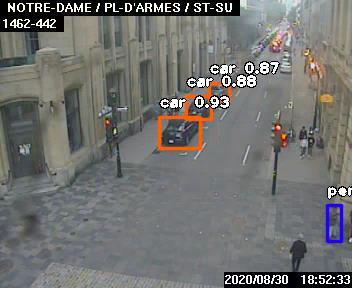 NOTRE-DAME / PL-D'ARMES / ST-SU
1462-442
car 0.87
car 0.88
car 0.93
per
2020/08/30 18:52:33